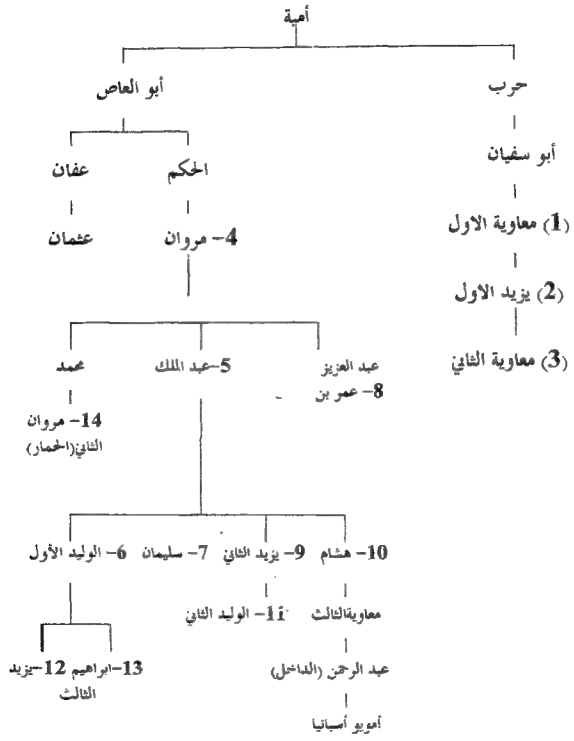 أمية
حرب
أبو العاص
أبو سفيان
الحكم
عفان
(1) معاوية الاول
4– مروان
عثمان
(2) يزيد الاول
(3) معاوية الثاني
عبد العزيز
8– عمر بن
5–عبد الملك
محمد
14– مروان
الثاني(الحمار)
10– هشام
9– يزيد الثاني
7– سليمان
6– الوليد الأول
معاويةالثالث
11– الوليد الثاني
عبد الرحمن (الداخل)
13–ابراهيم 12–يزيد
الثالث
أمويو أسبانيا